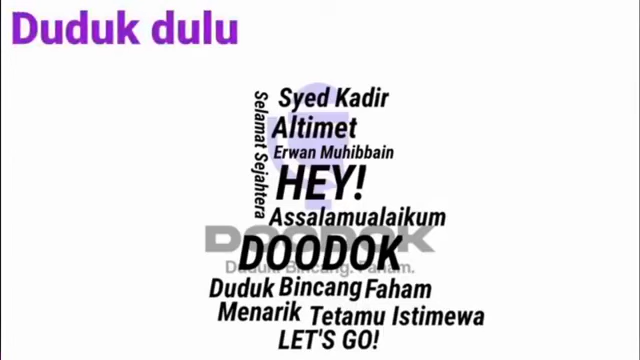 Duduk dulu
Selamat Sejahtera
Syed Kadir
Altimet
Erwan Muhibbain
HEY!
Assalamualaikum
DOODOK
DOODOK
Duduk. Bincang. Faham.
Duduk Bincang Faham
Menarik Tetamu Istimewa
LET'S GO!